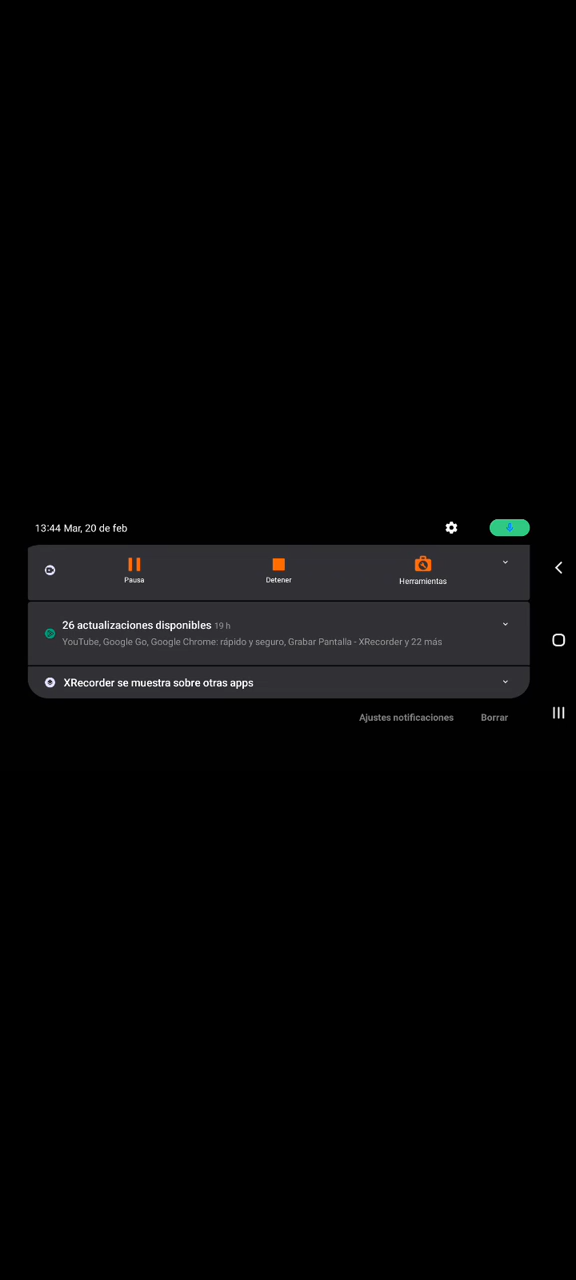 13:44 Mar, 20 de feb
Pausa
Detener
Herramientas
26 actualizaciones disponibles 19 h
YouTube, Google Go, Google Chrome: rápido y seguro, Grabar Pantalla - XRecorder y 22 más
XRecorder se muestra sobre otras apps
Ajustes notificaciones
Borrar